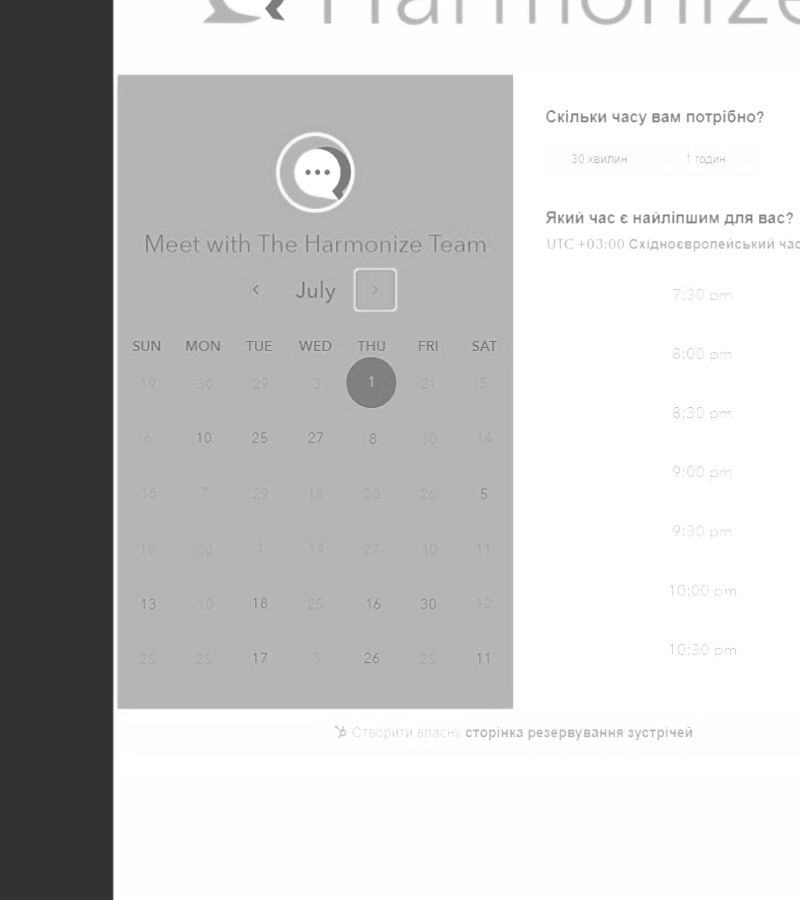 Harmonize
Meet with The Harmonize Team
July
SUN MON TUE WED THU FRI SAT
19 30 29 3 1 21 5
6 10 25 27 8 30 14
16 7 29 18 20 26 5
18 30 1 14 27 10 11
13 10 18 25 16 30 12
25 25 17 8 26 25 11
Скільки часу вам потрібно?
30 хвилин 1 годин
Який час є найліпшим для вас?
UTC +03:00 Східноєвропейський час
7:30 pm
8:00 pm
8:30 pm
9:00 pm
9:30 pm
10:00 pm
10:30 pm
Створити власну сторінка резервування зустрічей